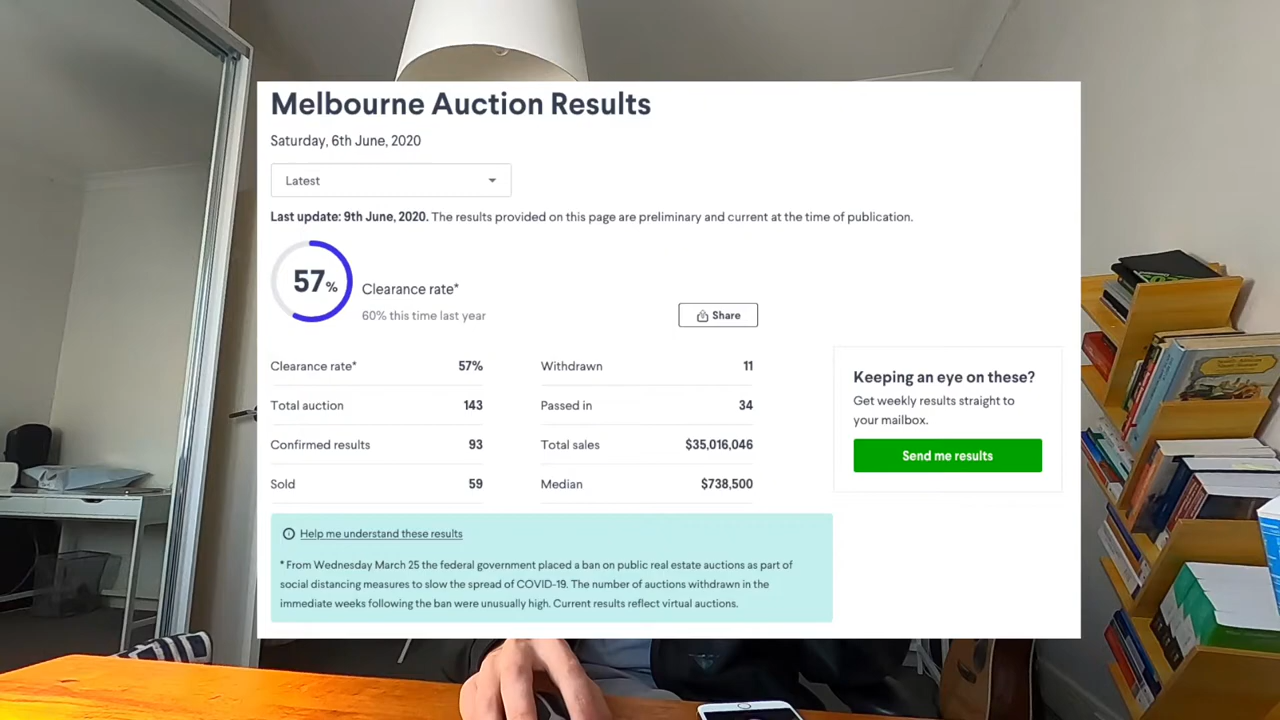 Melbourne Auction Results
Saturday, 6th June, 2020
Latest
Last update: 9th June, 2020. The results provided on this page are preliminary and current at the time of publication.
57%
Clearance rate*
60% this time last year
Share
Clearance rate* 57%
Total auction 143
Confirmed results 93
Sold 59
Withdrawn 11
Passed in 34
Total sales $35,016,046
Median $738,500
Keeping an eye on these?
Get weekly results straight to
your mailbox.
Send me results
Help me understand these results
* From Wednesday March 25 the federal government placed a ban on public real estate auctions as part of
social distancing measures to slow the spread of COVID-19. The number of auctions withdrawn in the
immediate weeks following the ban were unusually high. Current results reflect virtual auctions.